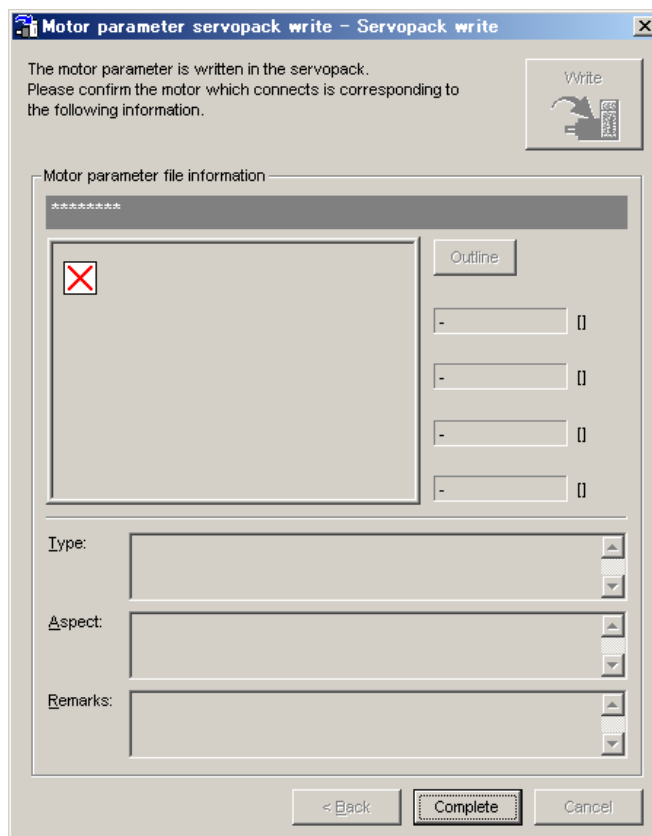 Motor parameter servopack write - Servopack write
The motor parameter is written in the servopack.
Please confirm the motor which connects is corresponding to
the following information.
Write
Motor parameter file information
********
Outline
- []
- []
- []
- []
Type:
Aspect:
Remarks:
< Back
Complete
Cancel